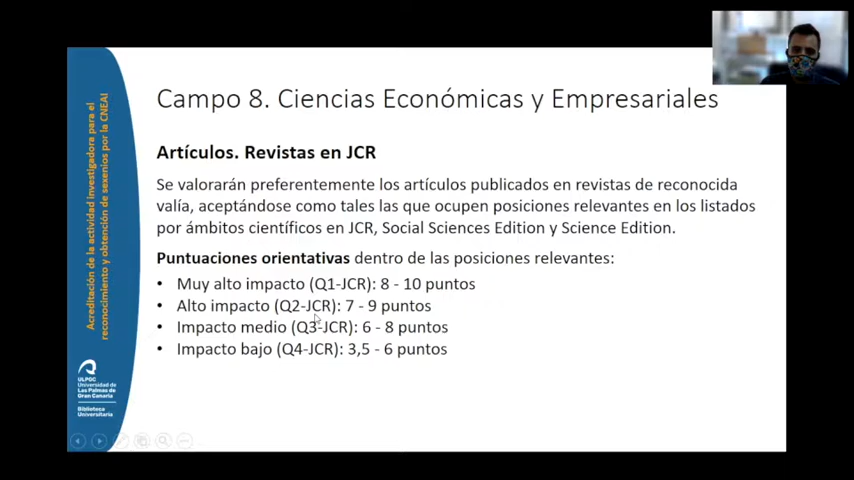 Campo 8. Ciencias Económicas y Empresariales
Artículos. Revistas en JCR
Se valorarán preferentemente los artículos publicados en revistas de reconocida
valía, aceptándose como tales las que ocupen posiciones relevantes en los listados
por ámbitos científicos en JCR, Social Sciences Edition y Science Edition.
Puntuaciones orientativas dentro de las posiciones relevantes:
• Muy alto impacto (Q1-JCR): 8 - 10 puntos
• Alto impacto (Q2-JCR): 7 - 9 puntos
• Impacto medio (Q3-JCR): 6 - 8 puntos
• Impacto bajo (Q4-JCR): 3,5 - 6 puntos
Acreditación de la actividad investigadora para el
reconocimiento y obtención de sexenios por la CNEAI
ULPGC
Universidad de
Las Palmas de
Gran Canaria
Biblioteca
Universitaria